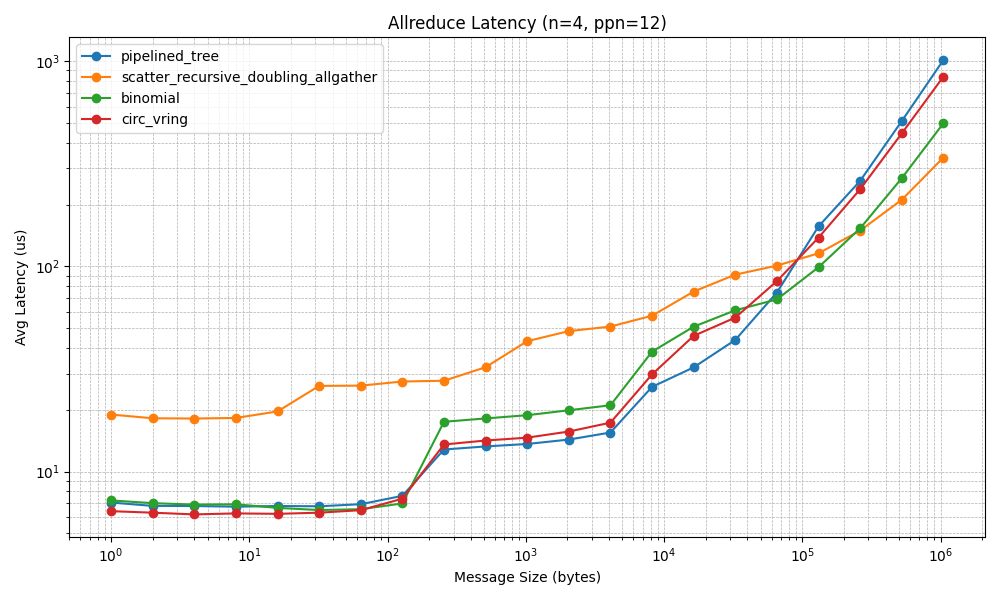 Allreduce Latency (n=4, ppn=12)
pipelined_tree
scatter_recursive_doubling_allgather
binomial
circ_vring
Avg Latency (us)
10³
10²
10¹
10⁰ 10¹ 10² 10³ 10⁴ 10⁵ 10⁶
Message Size (bytes)